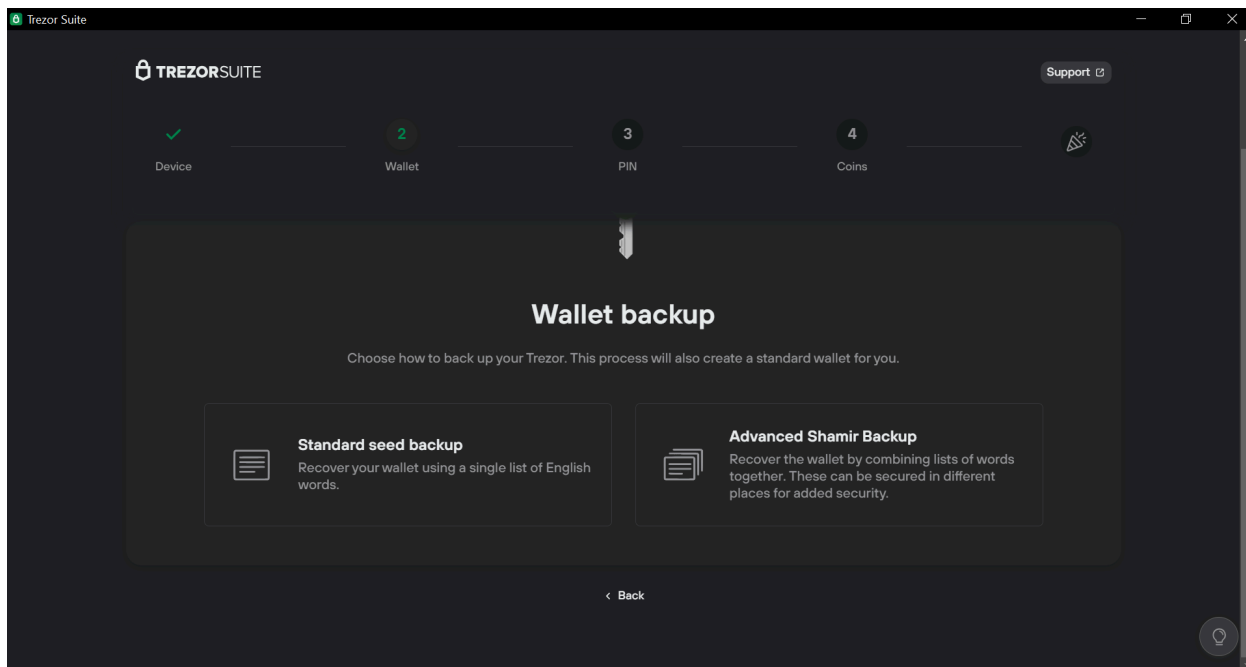 Trezor Suite
TREZORSUITE
Support
2
3
4
Device
Wallet
PIN
Coins
Wallet backup
Choose how to back up your Trezor. This process will also create a standard wallet for you.
Standard seed backup
Recover your wallet using a single list of English
words.
Advanced Shamir Backup
Recover the wallet by combining lists of words
together. These can be secured in different
places for added security.
Back